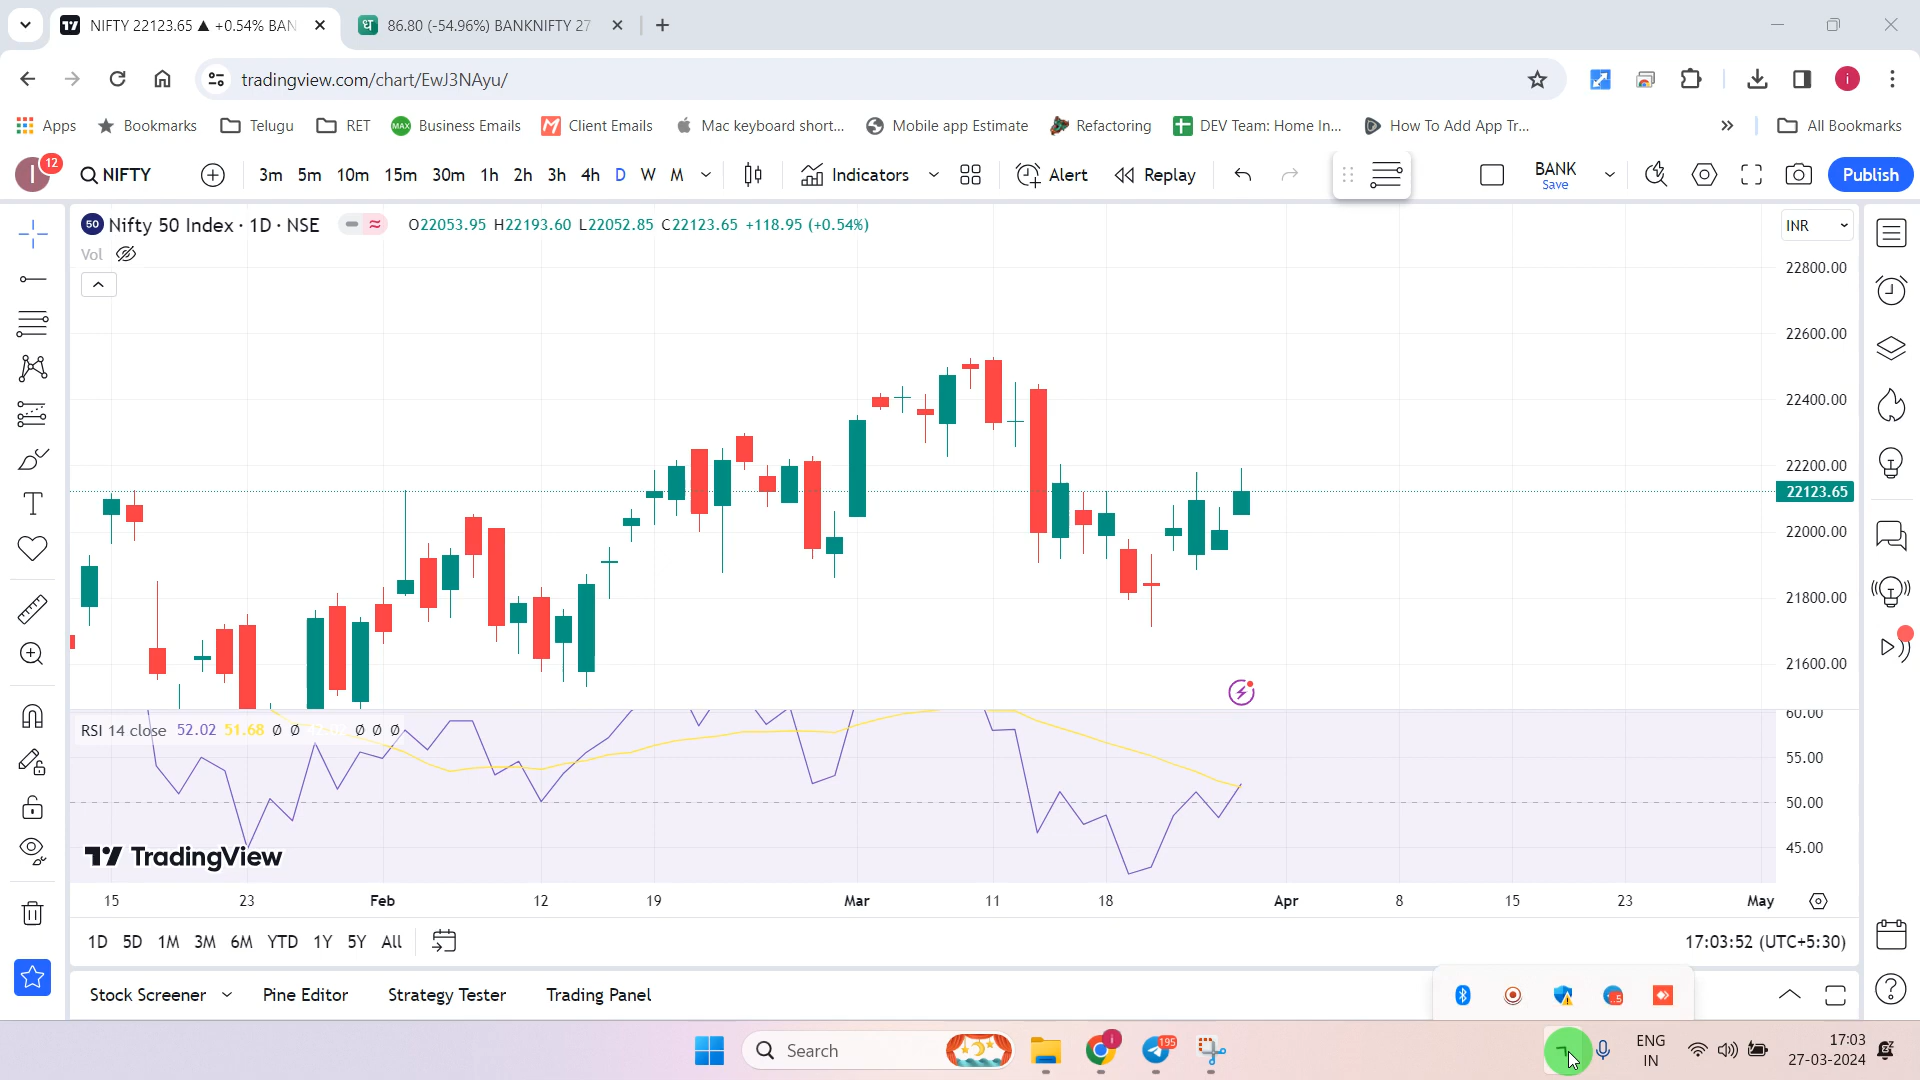 NIFTY 22123.65 ▲ +0.54% BAN
86.80 (-54.96%) BANKNIFTY 27
tradingview.com/chart/EwJ3NAyu/
Apps Bookmarks Telugu RET Business Emails Client Emails Mac keyboard short... Mobile app Estimate Refactoring DEV Team: Home In... How To Add App Tr... » All Bookmarks
I 12 NIFTY 3m 5m 10m 15m 30m 1h 2h 3h 4h D W M Indicators Alert Replay BANK Save Publish
50 Nifty 50 Index · 1D · NSE O22053.95 H22193.60 L22052.85 C22123.65 +118.95 (+0.54%) INR
Vol
22800.00
22600.00
22400.00
22200.00
22123.65
22000.00
21800.00
21600.00
RSI 14 close 52.02 51.68 Ø Ø Ø Ø Ø
60.00
55.00
50.00
45.00
TradingView
15 23 Feb 12 19 Mar 11 18 Apr 8 15 23 May
1D 5D 1M 3M 6M YTD 1Y 5Y All 17:03:52 (UTC+5:30)
Stock Screener Pine Editor Strategy Tester Trading Panel
Search 195 ENG 17:03
IN 27-03-2024